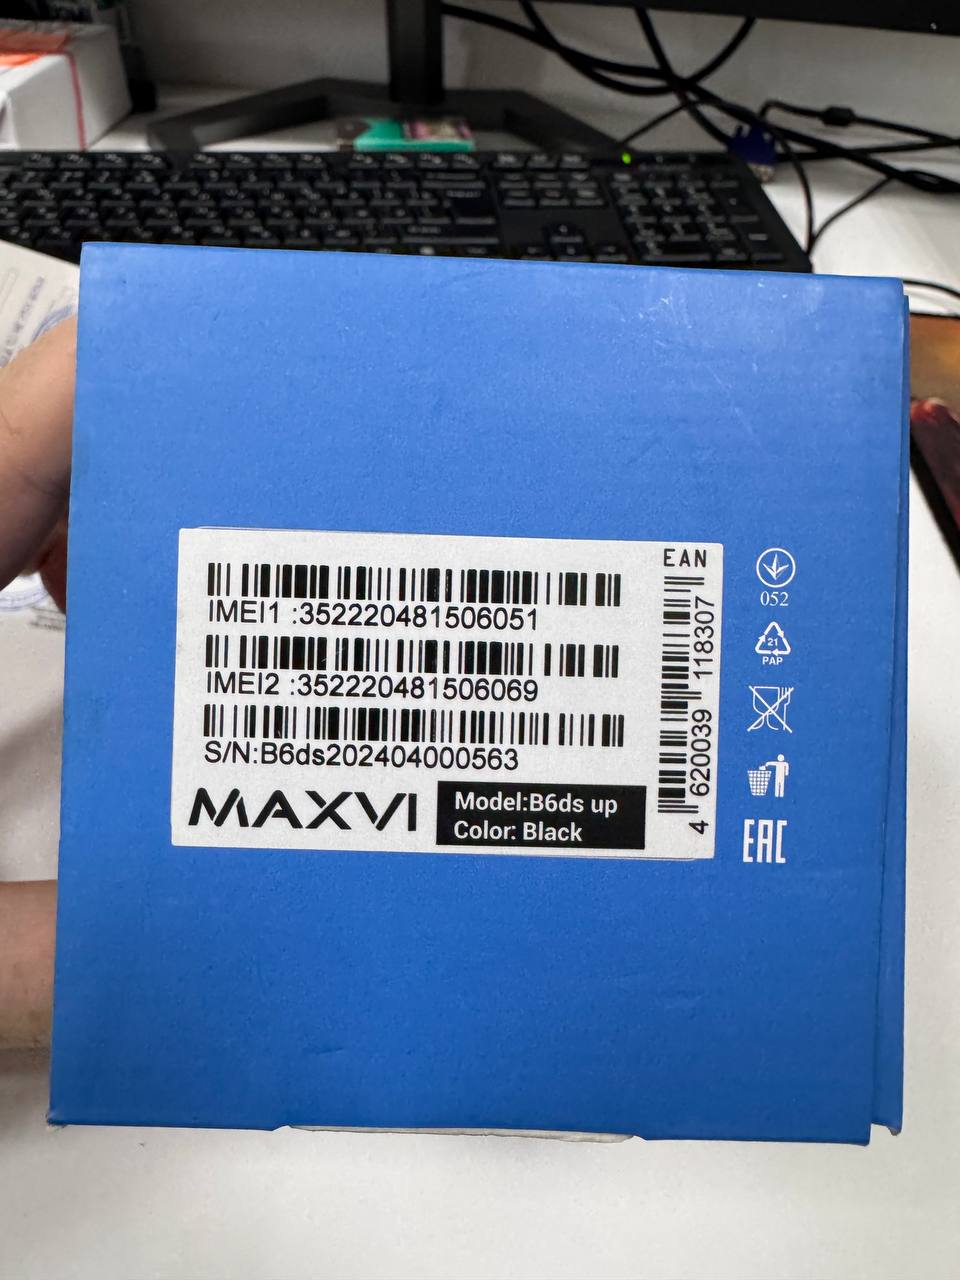 EAN
IMEI1 :352220481506051
IMEI2 :352220481506069
S/N:B6ds202404000563
MAXVI
Model:B6ds up
Color: Black
4 620039 118307
052
21
PAP
EAC